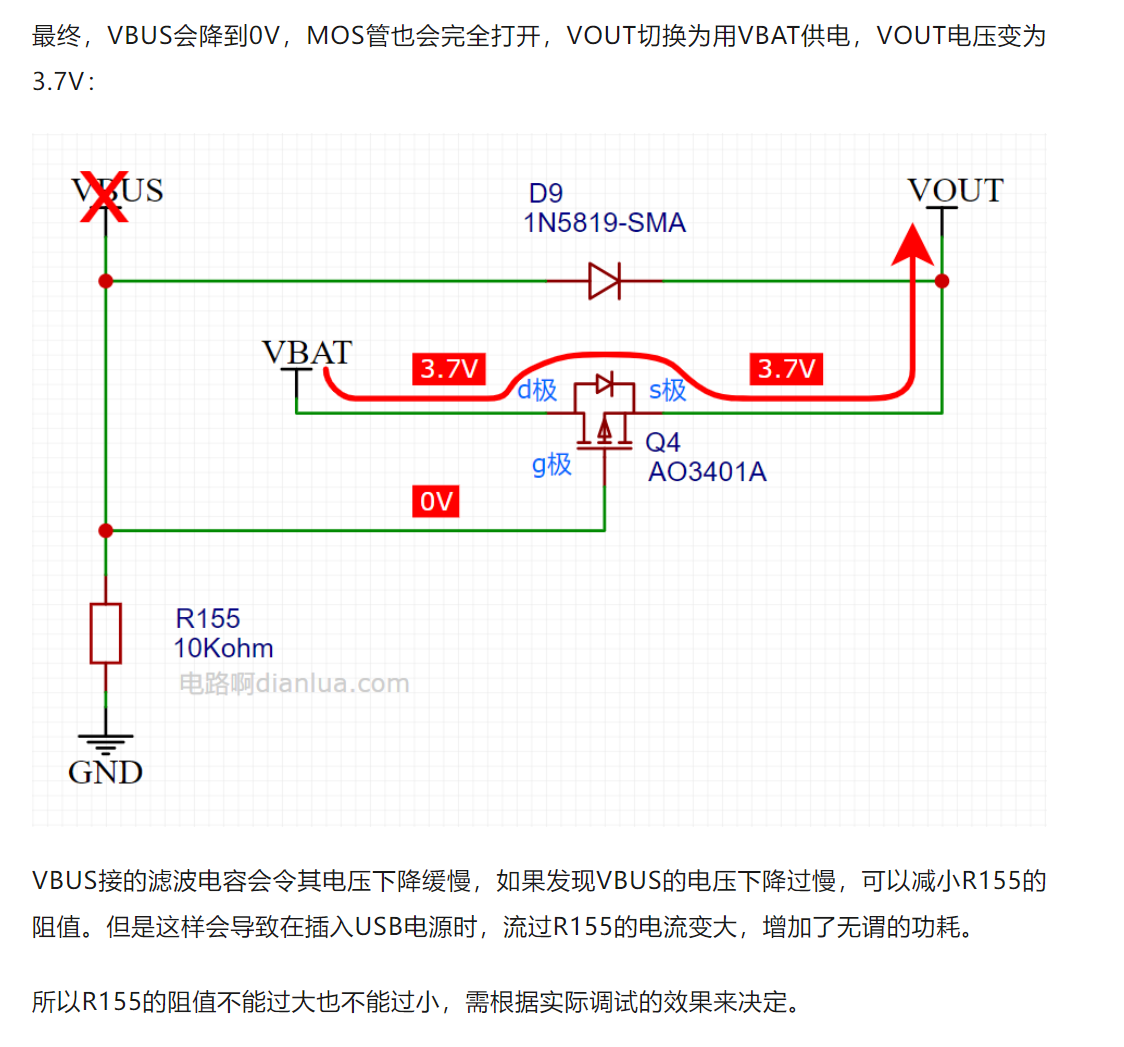 最终，VBUS会降到0V，MOS管也会完全打开，VOUT切换为用VBAT供电，VOUT电压变为
3.7V：
VBUS
D9
1N5819-SMA
VOUT
VBAT
3.7V
3.7V
d极
s极
g极
Q4
AO3401A
0V
R155
10Kohm
电路啊dianlua.com
GND
VBUS接的滤波电容会令其电压下降缓慢，如果发现VBUS的电压下降过慢，可以减小R155的
阻值。但是这样会导致在插入USB电源时，流过R155的电流变大，增加了无谓的功耗。
所以R155的阻值不能过大也不能过小，需根据实际调试的效果来决定。